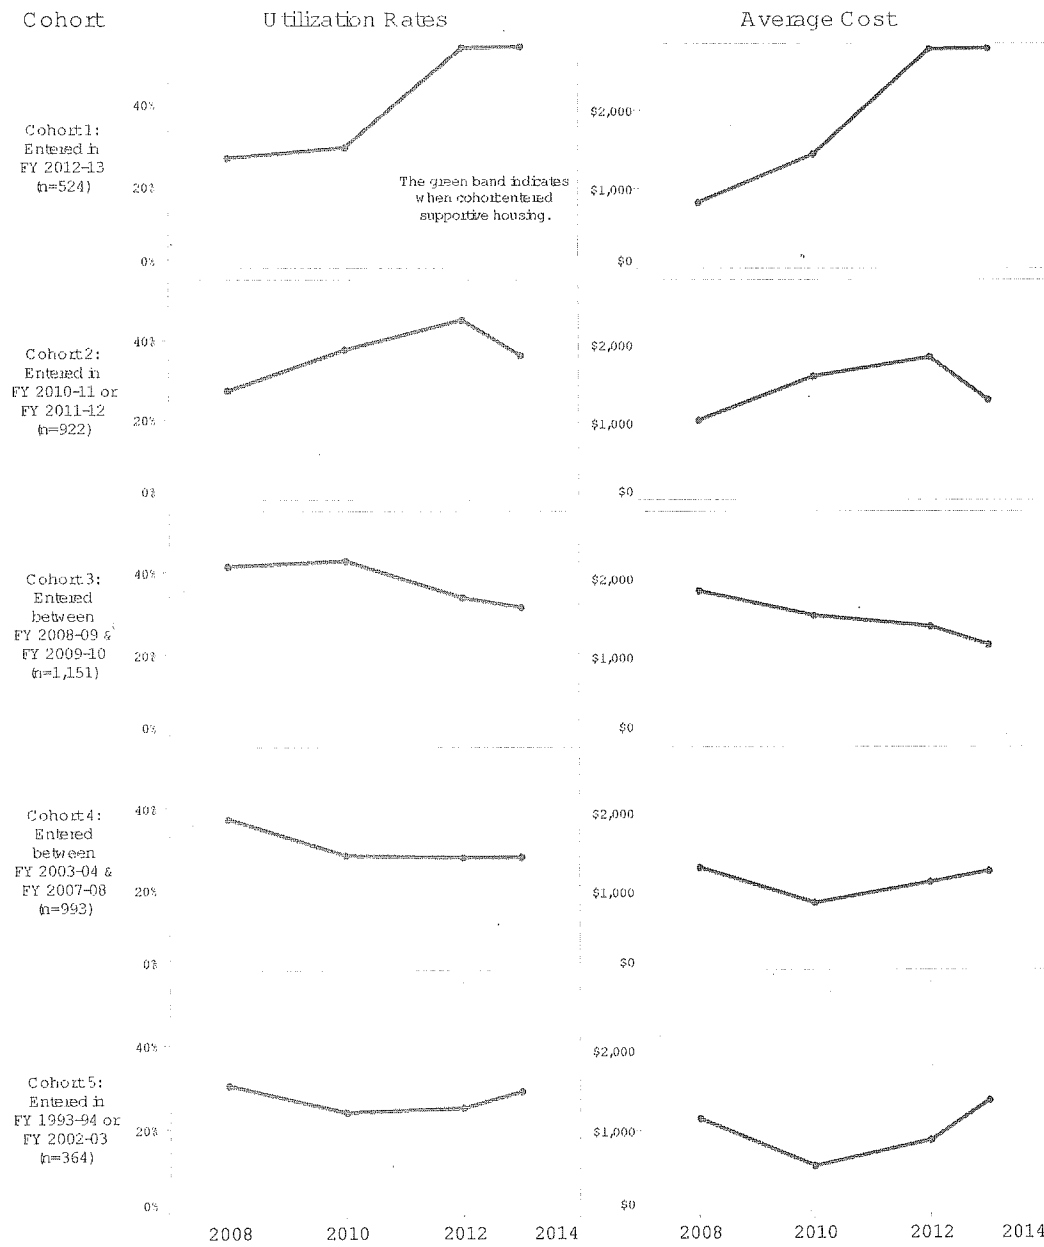 Cohort
Utilization Rates
Average Cost
Cohort 1:
Entered in
FY 2012-13
(n=524)
40%
20%
0%
The green band indicates
when cohort entered
supportive housing.
$2,000
$1,000
$0
Cohort 2:
Entered in
FY 2010-11 or
FY 2011-12
(n=922)
40%
20%
0%
$2,000
$1,000
$0
Cohort 3:
Entered
between
FY 2008-09 &
FY 2009-10
(n=1,151)
40%
20%
0%
$2,000
$1,000
$0
Cohort 4:
Entered
between
FY 2003-04 &
FY 2007-08
(n=993)
40%
20%
0%
$2,000
$1,000
$0
Cohort 5:
Entered in
FY 1993-94 or
FY 2002-03
(n=364)
40%
20%
0%
$2,000
$1,000
$0
2008 2010 2012 2014
2008 2010 2012 2014